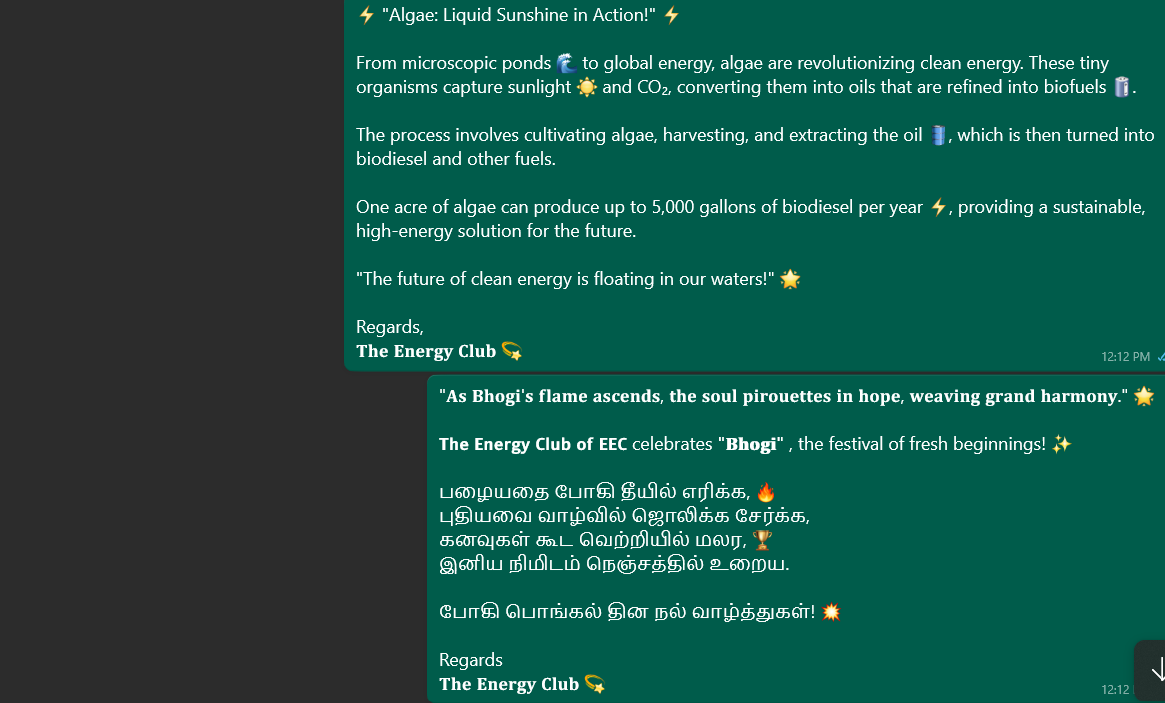 ⚡ "Algae: Liquid Sunshine in Action!" ⚡
From microscopic ponds 🌊 to global energy, algae are revolutionizing clean energy. These tiny
organisms capture sunlight ☀️ and CO₂, converting them into oils that are refined into biofuels 🔋.
The process involves cultivating algae, harvesting, and extracting the oil 🛢️, which is then turned into
biodiesel and other fuels.
One acre of algae can produce up to 5,000 gallons of biodiesel per year ⚡, providing a sustainable,
high-energy solution for the future.
"The future of clean energy is floating in our waters!" 🌟
Regards,
The Energy Club 💫
12:12 PM
"As Bhogi's flame ascends, the soul pirouettes in hope, weaving grand harmony." 🌟
The Energy Club of EEC celebrates "Bhogi" , the festival of fresh beginnings! ✨
பழையதை போகி தீயில் எரிக்க, 🔥
புதியவை வாழ்வில் ஜொலிக்க சேர்க்க,
கனவுகள் கூட வெற்றியில் மலர, 🏆
இனிய நிமிடம் நெஞ்சத்தில் உறைய.
போகி பொங்கல் தின நல் வாழ்த்துகள்! 💥
Regards
The Energy Club 💫
12:12